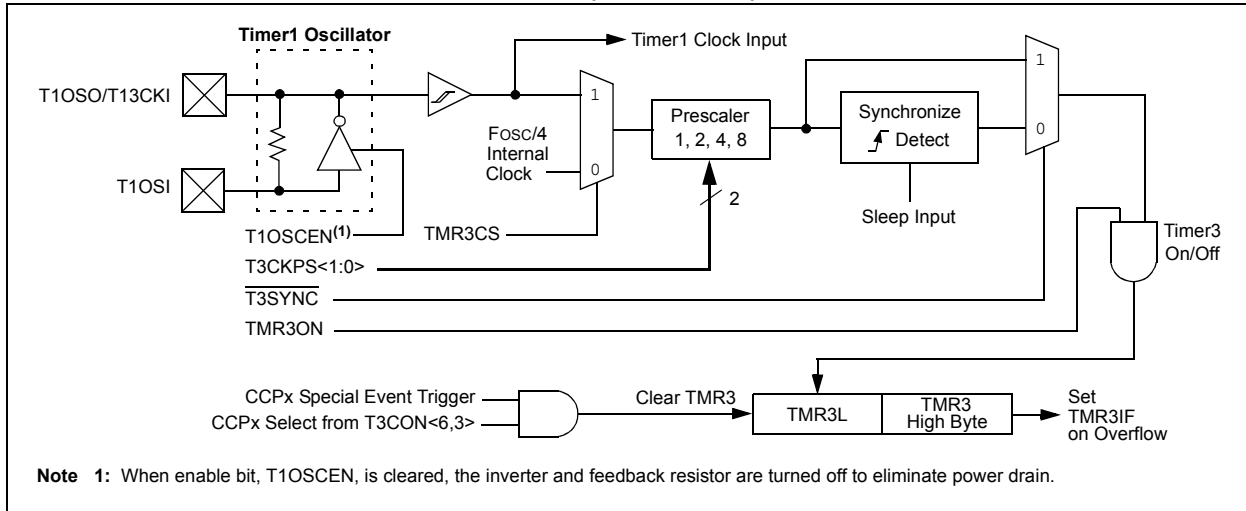 Timer1 Oscillator
Timer1 Clock Input
T1OSO/T13CKI
T1OSI
FOSC/4
Internal
Clock
1
0
Prescaler
1, 2, 4, 8
2
Synchronize
Detect
Sleep Input
1
0
T1OSCEN(1)
TMR3CS
T3CKPS<1:0>
T3SYNC
TMR3ON
Timer3
On/Off
CCPx Special Event Trigger
CCPx Select from T3CON<6,3>
Clear TMR3
TMR3L
TMR3
High Byte
Set
TMR3IF
on Overflow
Note 1: When enable bit, T1OSCEN, is cleared, the inverter and feedback resistor are turned off to eliminate power drain.